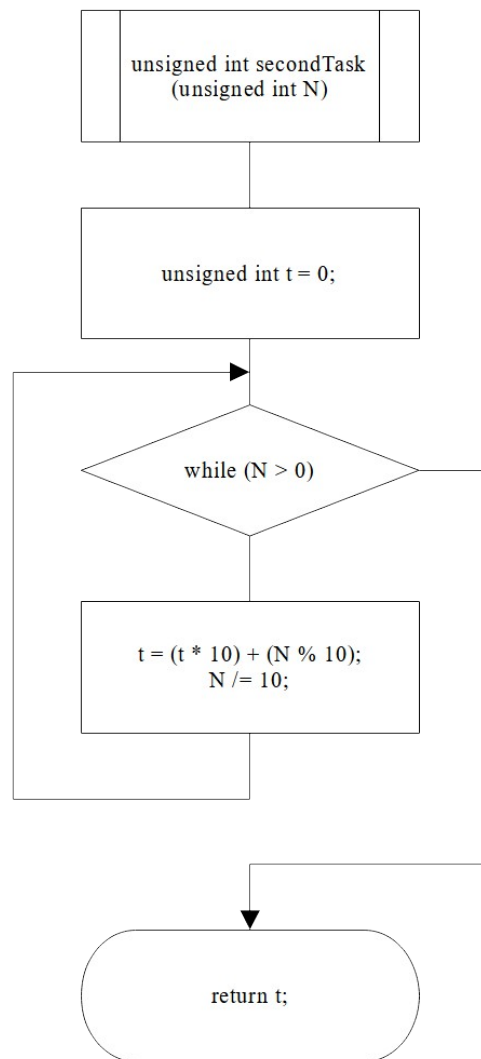 unsigned int secondTask
(unsigned int N)
unsigned int t = 0;
while (N > 0)
t = (t * 10) + (N % 10);
N /= 10;
return t;